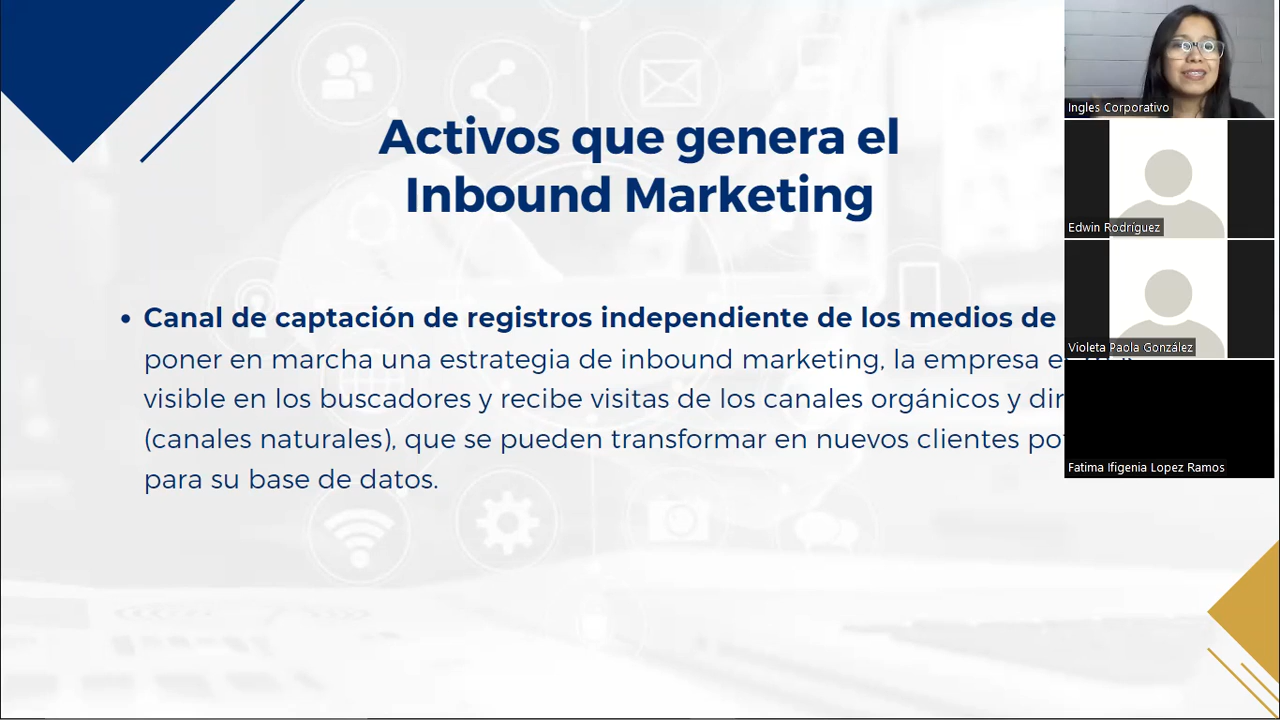 Activos que genera el
Inbound Marketing
• Canal de captación de registros independiente de los medios de
poner en marcha una estrategia de inbound marketing, la empresa
visible en los buscadores y recibe visitas de los canales orgánicos y
(canales naturales), que se pueden transformar en nuevos clientes
para su base de datos.
Ingles Corporativo
Edwin Rodríguez
Violeta Paola González
Fatima Ifigenia Lopez Ramos